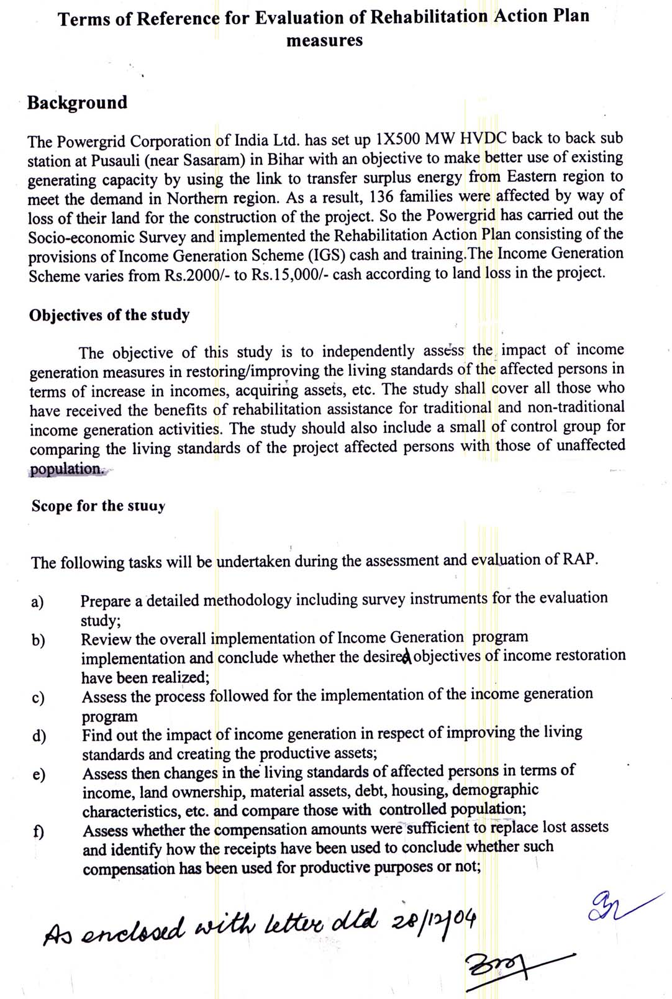 Terms of Reference for Evaluation of Rehabilitation Action Plan
measures
Background
The Powergrid Corporation of India Ltd. has set up 1X500 MW HVDC back to back sub
station at Pusauli (near Sasaram) in Bihar with an objective to make better use of existing
generating capacity by using the link to transfer surplus energy from Eastern region to
meet the demand in Northern region. As a result, 136 families were affected by way of
loss of their land for the construction of the project. So the Powergrid has carried out the
Socio-economic Survey and implemented the Rehabilitation Action Plan consisting of the
provisions of Income Generation Scheme (IGS) cash and training.The Income Generation
Scheme varies from Rs.2000/- to Rs.15,000/- cash according to land loss in the project.
Objectives of the study
The objective of this study is to independently assess the impact of income
generation measures in restoring/improving the living standards of the affected persons in
terms of increase in incomes, acquiring assets, etc. The study shall cover all those who
have received the benefits of rehabilitation assistance for traditional and non-traditional
income generation activities. The study should also include a small of control group for
comparing the living standards of the project affected persons with those of unaffected
population.
Scope for the study
The following tasks will be undertaken during the assessment and evaluation of RAP.
a) Prepare a detailed methodology including survey instruments for the evaluation
study;
b) Review the overall implementation of Income Generation program
implementation and conclude whether the desired objectives of income restoration
have been realized;
c) Assess the process followed for the implementation of the income generation
program
d) Find out the impact of income generation in respect of improving the living
standards and creating the productive assets;
e) Assess then changes in the living standards of affected persons in terms of
income, land ownership, material assets, debt, housing, demographic
characteristics, etc. and compare those with controlled population;
f) Assess whether the compensation amounts were sufficient to replace lost assets
and identify how the receipts have been used to conclude whether such
compensation has been used for productive purposes or not;
As enclosed with letter dtd 28/12/04